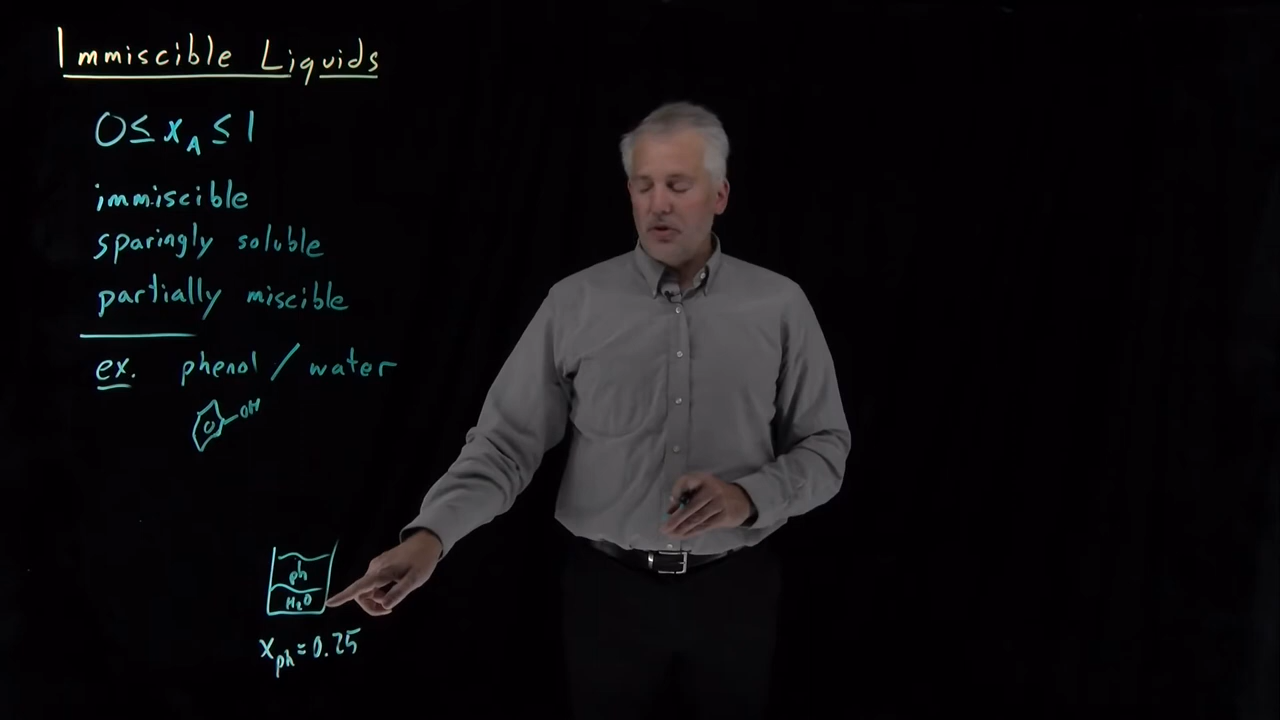 Immiscible Liquids
0 ≤ x_A ≤ 1
immiscible
sparingly soluble
partially miscible
ex. phenol / water
OH
ph
H₂O
x_ph = 0.25